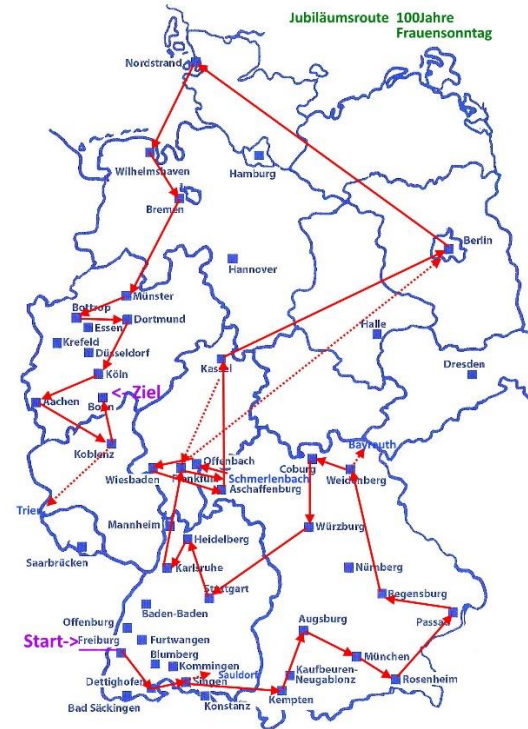 Jubiläumsroute 100Jahre
Frauensonntag
Nordstrand
Wilhelmshaven
Hamburg
Bremen
Berlin
Hannover
Münster
Bottrop
Dortmund
Essen
Krefeld
Düsseldorf
Halle
Kassel
Dresden
Köln
Aachen
Bonn
<- Ziel
Koblenz
Bayreuth
Offenbach
Coburg
Wiesbaden
Frankfurt
Schmerlenbach
Weidenberg
Aschaffenburg
Trier
Mannheim
Würzburg
Heidelberg
Saarbrücken
Karlsruhe
Nürnberg
Stuttgart
Regensburg
Baden-Baden
Passau
Offenburg
Augsburg
Start->
Freiburg
Furtwangen
Blumberg
München
Kommingen
Kaufbeuren-
Neugablonz
Dettighofen
Sauldorf
Singen
Rosenheim
Bad Säckingen
Konstanz
Kempten